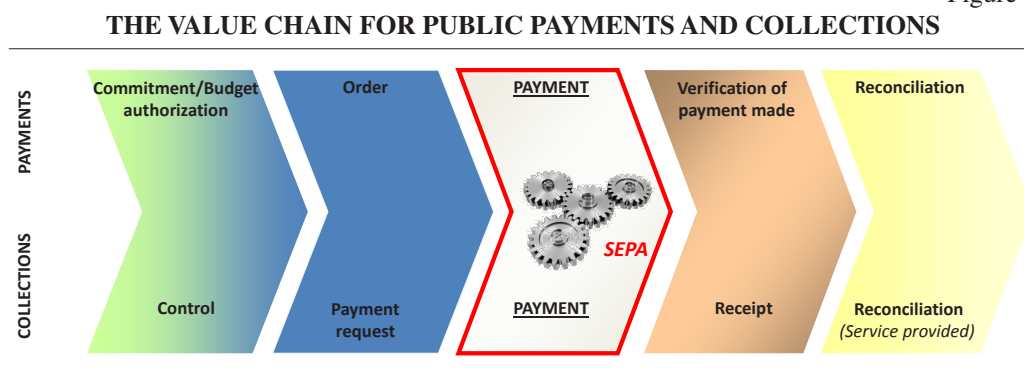 Figure
THE VALUE CHAIN FOR PUBLIC PAYMENTS AND COLLECTIONS
PAYMENTS
Commitment/Budget
authorization
Order
PAYMENT
Verification of
payment made
Reconciliation
SEPA
COLLECTIONS
Control
Payment
request
PAYMENT
Receipt
Reconciliation
(Service provided)